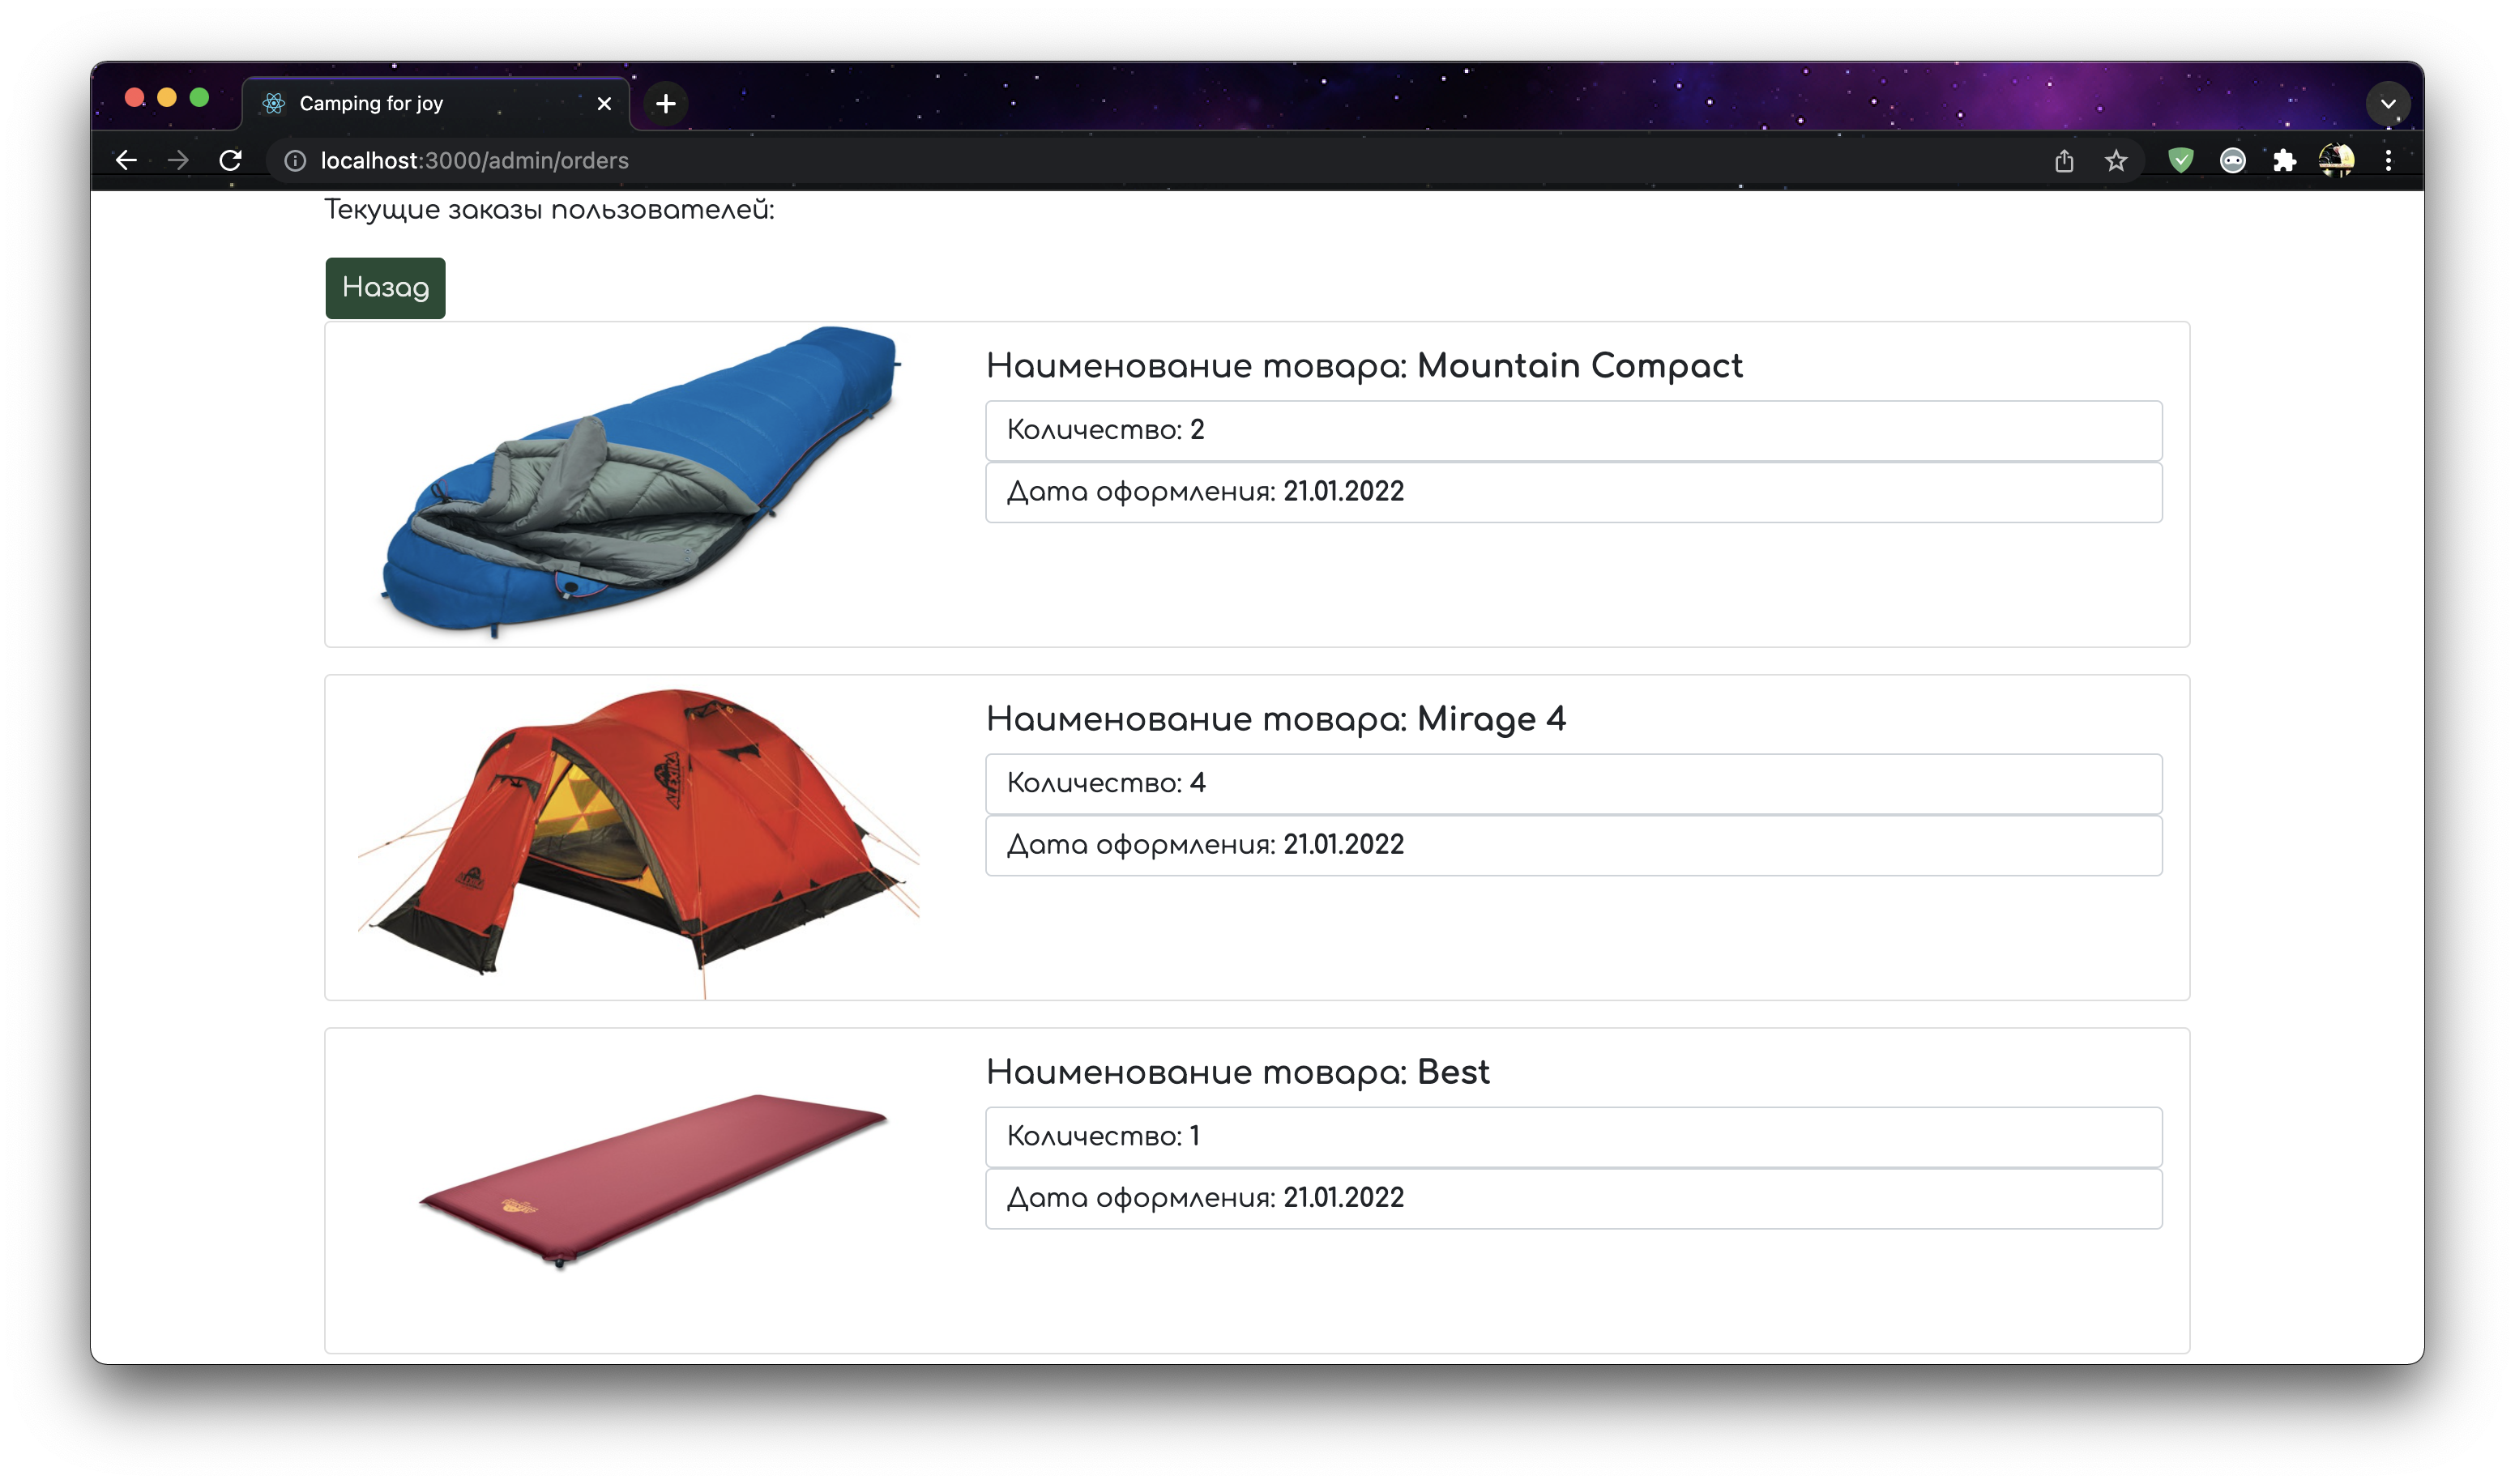 Camping for joy
localhost:3000/admin/orders
Текущие заказы пользователей:
Назад
Наименование товара: Mountain Compact
Количество: 2
Дата оформления: 21.01.2022
Наименование товара: Mirage 4
Количество: 4
Дата оформления: 21.01.2022
ALEXIKA
Наименование товара: Best
Количество: 1
Дата оформления: 21.01.2022